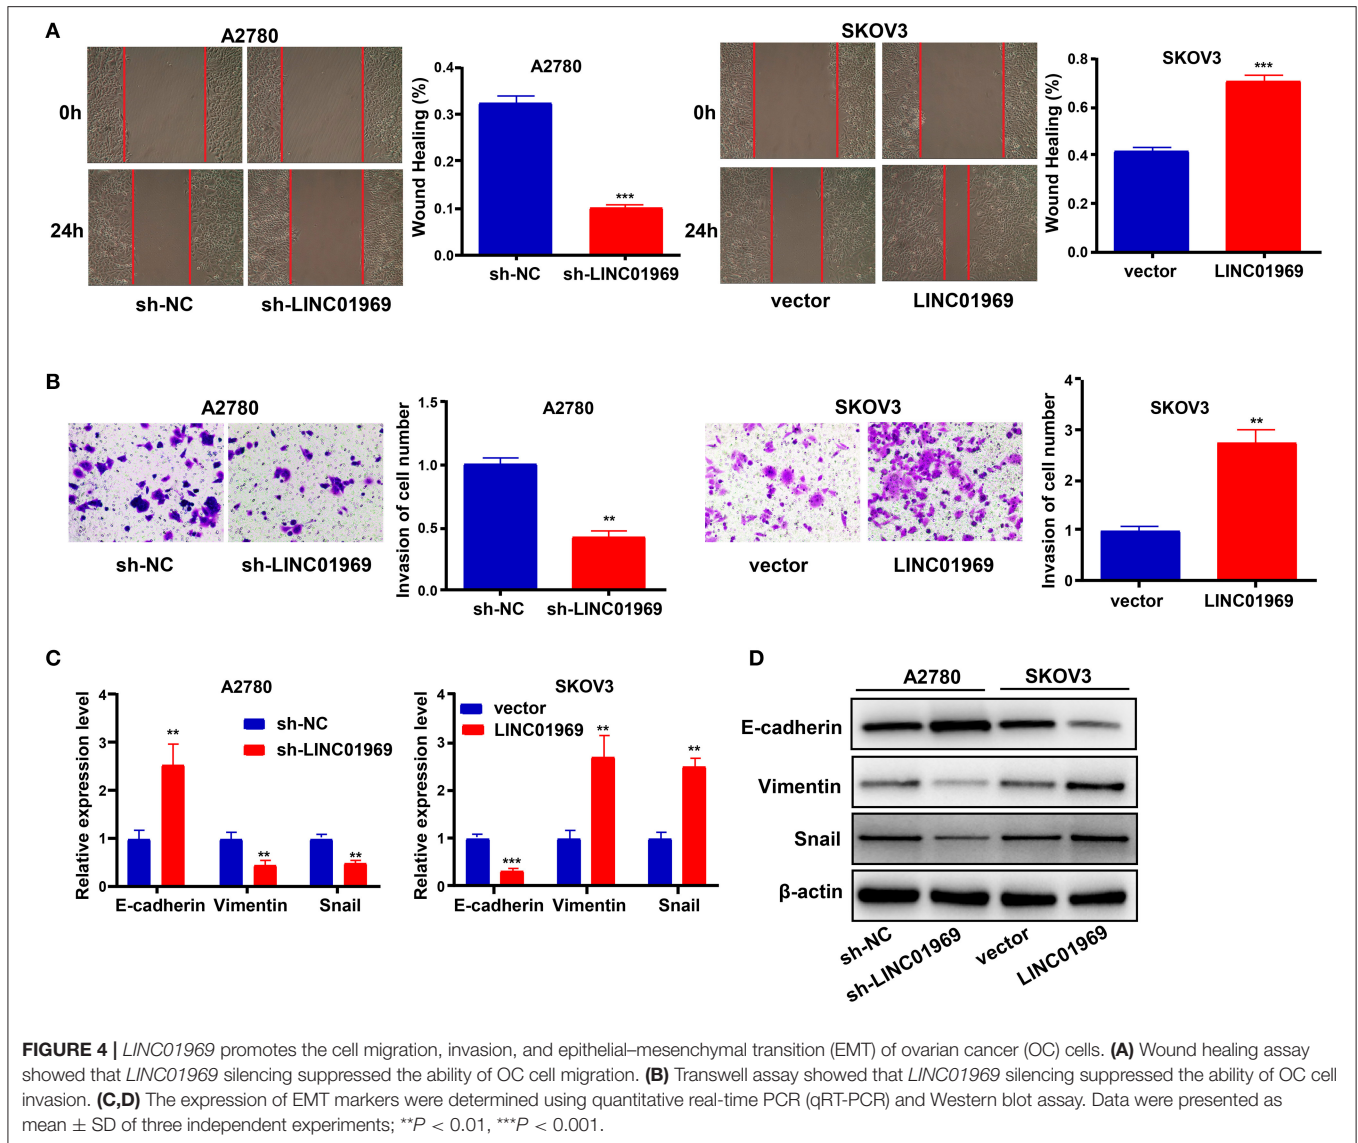 A
A2780
SKOV3
0h
24h
sh-NC
sh-LINC01969
A2780
Wound Healing (%)
0.4
0.3
0.2
0.1
0.0
***
sh-NC
sh-LINC01969
0h
24h
vector
LINC01969
SKOV3
Wound Healing (%)
0.8
0.6
0.4
0.2
0.0
***
vector
LINC01969
B
A2780
sh-NC
sh-LINC01969
A2780
Invasion of cell number
1.5
1.0
0.5
0.0
**
sh-NC
sh-LINC01969
SKOV3
vector
LINC01969
SKOV3
Invasion of cell number
4
3
2
1
0
**
vector
LINC01969
C
A2780
Relative expression level
4
3
2
1
0
sh-NC
sh-LINC01969
**
**
**
E-cadherin
Vimentin
Snail
SKOV3
Relative expression level
4
3
2
1
0
vector
LINC01969
***
**
**
E-cadherin
Vimentin
Snail
D
A2780
SKOV3
E-cadherin
Vimentin
Snail
β-actin
sh-NC
sh-LINC01969
vector
LINC01969
FIGURE 4 | LINC01969 promotes the cell migration, invasion, and epithelial–mesenchymal transition (EMT) of ovarian cancer (OC) cells. (A) Wound healing assay
showed that LINC01969 silencing suppressed the ability of OC cell migration. (B) Transwell assay showed that LINC01969 silencing suppressed the ability of OC cell
invasion. (C,D) The expression of EMT markers were determined using quantitative real-time PCR (qRT-PCR) and Western blot assay. Data were presented as
mean ± SD of three independent experiments; **P < 0.01, ***P < 0.001.